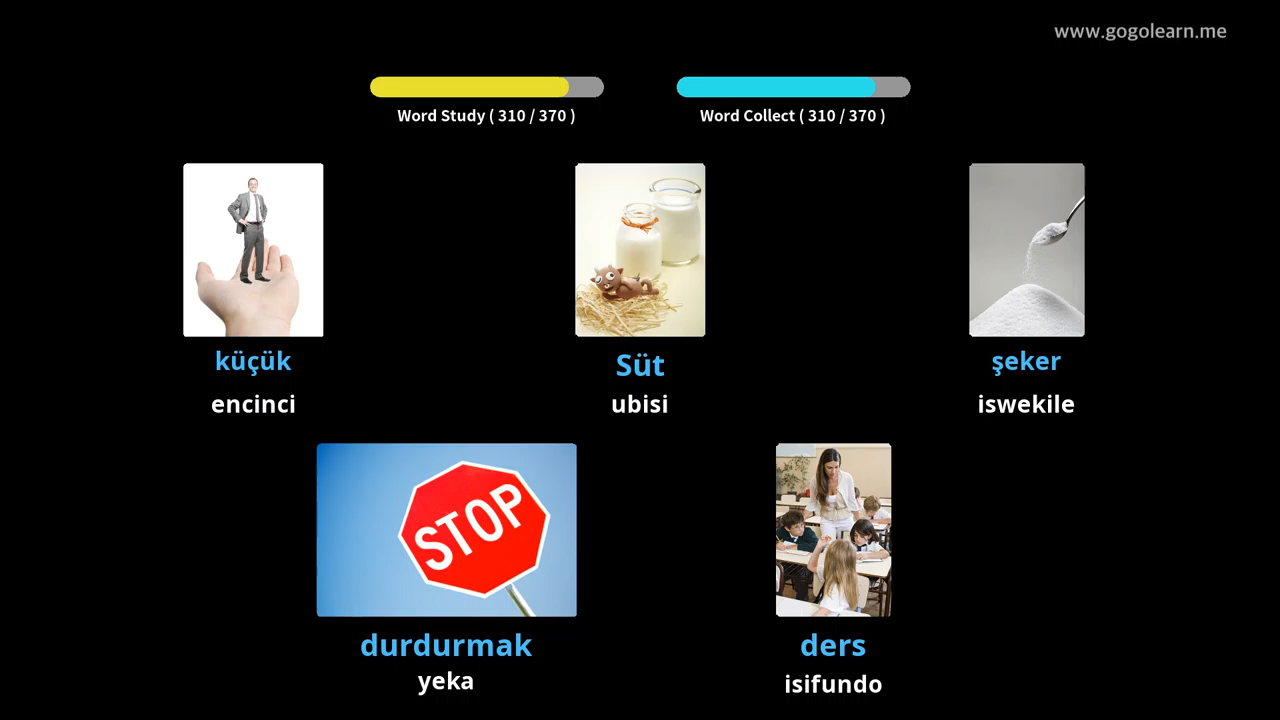 www.gogolearn.me
Word Study ( 310 / 370 )
Word Collect ( 310 / 370 )
küçük
Süt
şeker
encinci
ubisi
iswekile
STOP
durdurmak
ders
yeka
isifundo